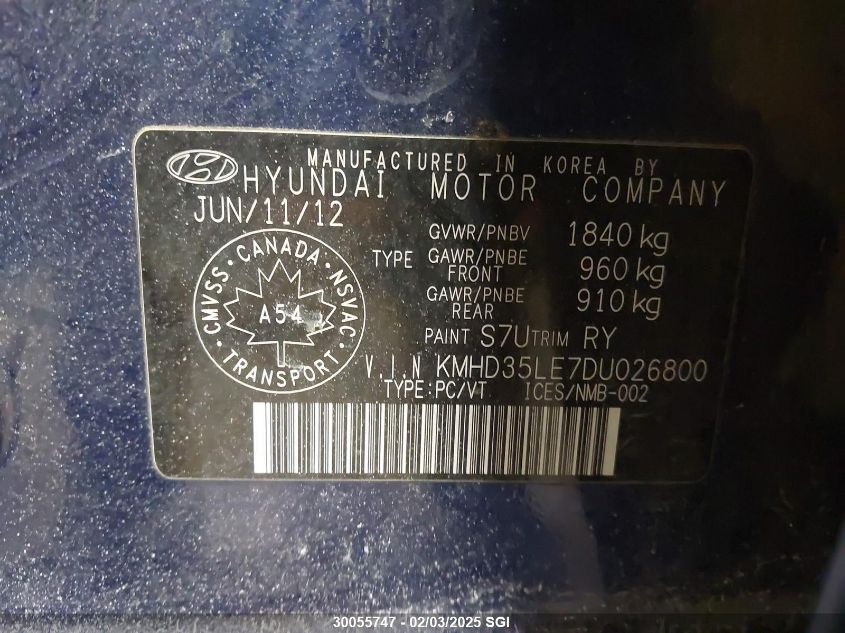 MANUFACTURED IN KOREA BY
HYUNDAI MOTOR COMPANY
JUN/11/12
GVWR/PNBV 1840 kg
TYPE GAWR/PNBE FRONT 960 kg
GAWR/PNBE REAR 910 kg
PAINT S7U TRIM RY
CMVSS · CANADA · NSVAC · TRANSPORT ·
A54
V.I.N KMHD35LE7DU026800
TYPE:PC/VT ICES/NMB-002
30055747 - 02/03/2025 SGI